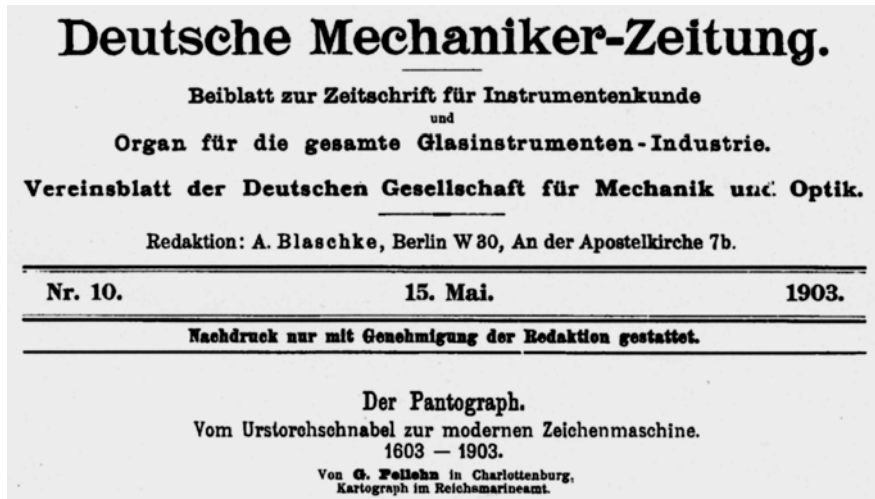 Deutsche Mechaniker-Zeitung.
Beiblatt zur Zeitschrift für Instrumentenkunde
und
Organ für die gesamte Glasinstrumenten-Industrie.
Vereinsblatt der Deutschen Gesellschaft für Mechanik und Optik.
Redaktion: A. Blaschke, Berlin W 30, An der Apostelkirche 7b.
Nr. 10. 15. Mai. 1903.
Nachdruck nur mit Genehmigung der Redaktion gestattet.
Der Pantograph.
Vom Urstorchschnabel zur modernen Zeichenmaschine.
1603 — 1903.
Von G. Pellehn in Charlottenburg,
Kartograph im Reichsmarineamt.